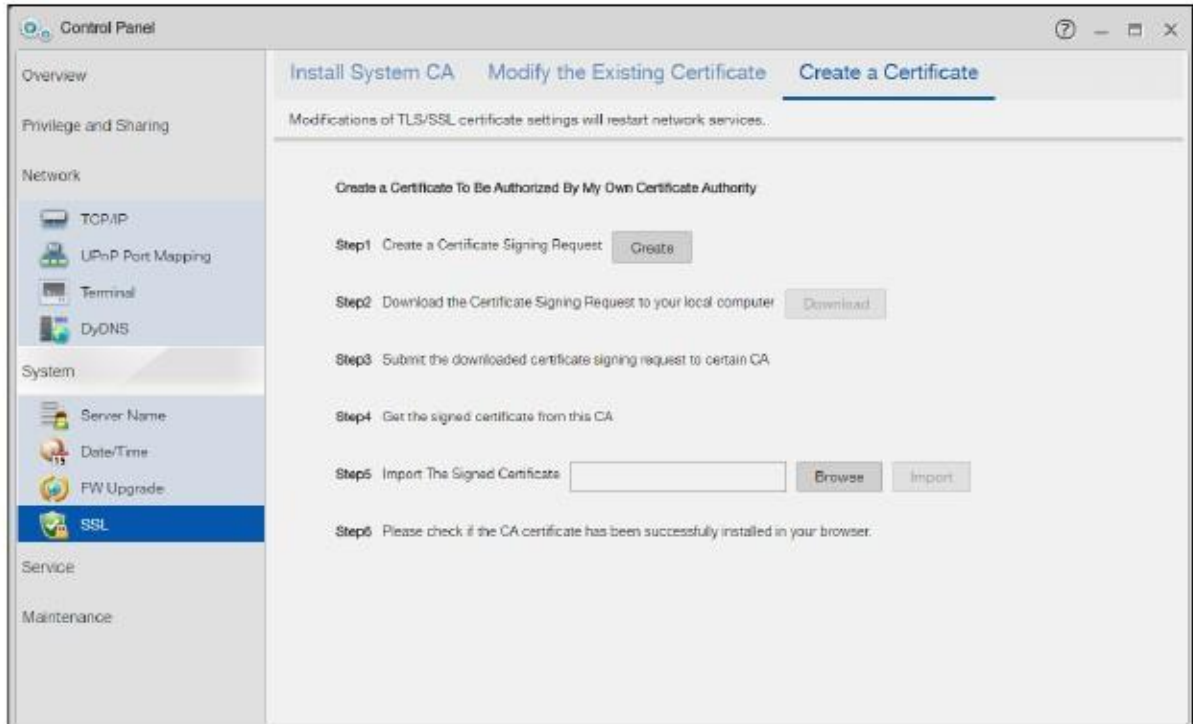 Control Panel
Overview
Privilege and Sharing
Network
TCP/IP
UPnP Port Mapping
Terminal
DyDNS
System
Server Name
Date/Time
FW Upgrade
SSL
Service
Maintenance
Install System CA Modify the Existing Certificate Create a Certificate
Modifications of TLS/SSL certificate settings will restart network services.
Create a Certificate To Be Authorized By My Own Certificate Authority
Step1 Create a Certificate Signing Request Create
Step2 Download the Certificate Signing Request to your local computer Download
Step3 Submit the downloaded certificate signing request to certain CA
Step4 Get the signed certificate from this CA
Step5 Import The Signed Certificate Browse Import
Step6 Please check if the CA certificate has been successfully installed in your browser.